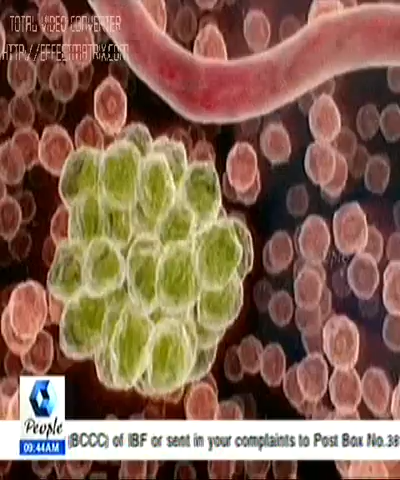 TOTAL VIDEO CONVERTER
HTTP://EFFECTMATRIX.COM
People
09:44AM
(BCCC) of IBF or sent in your complaints to Post Box No.